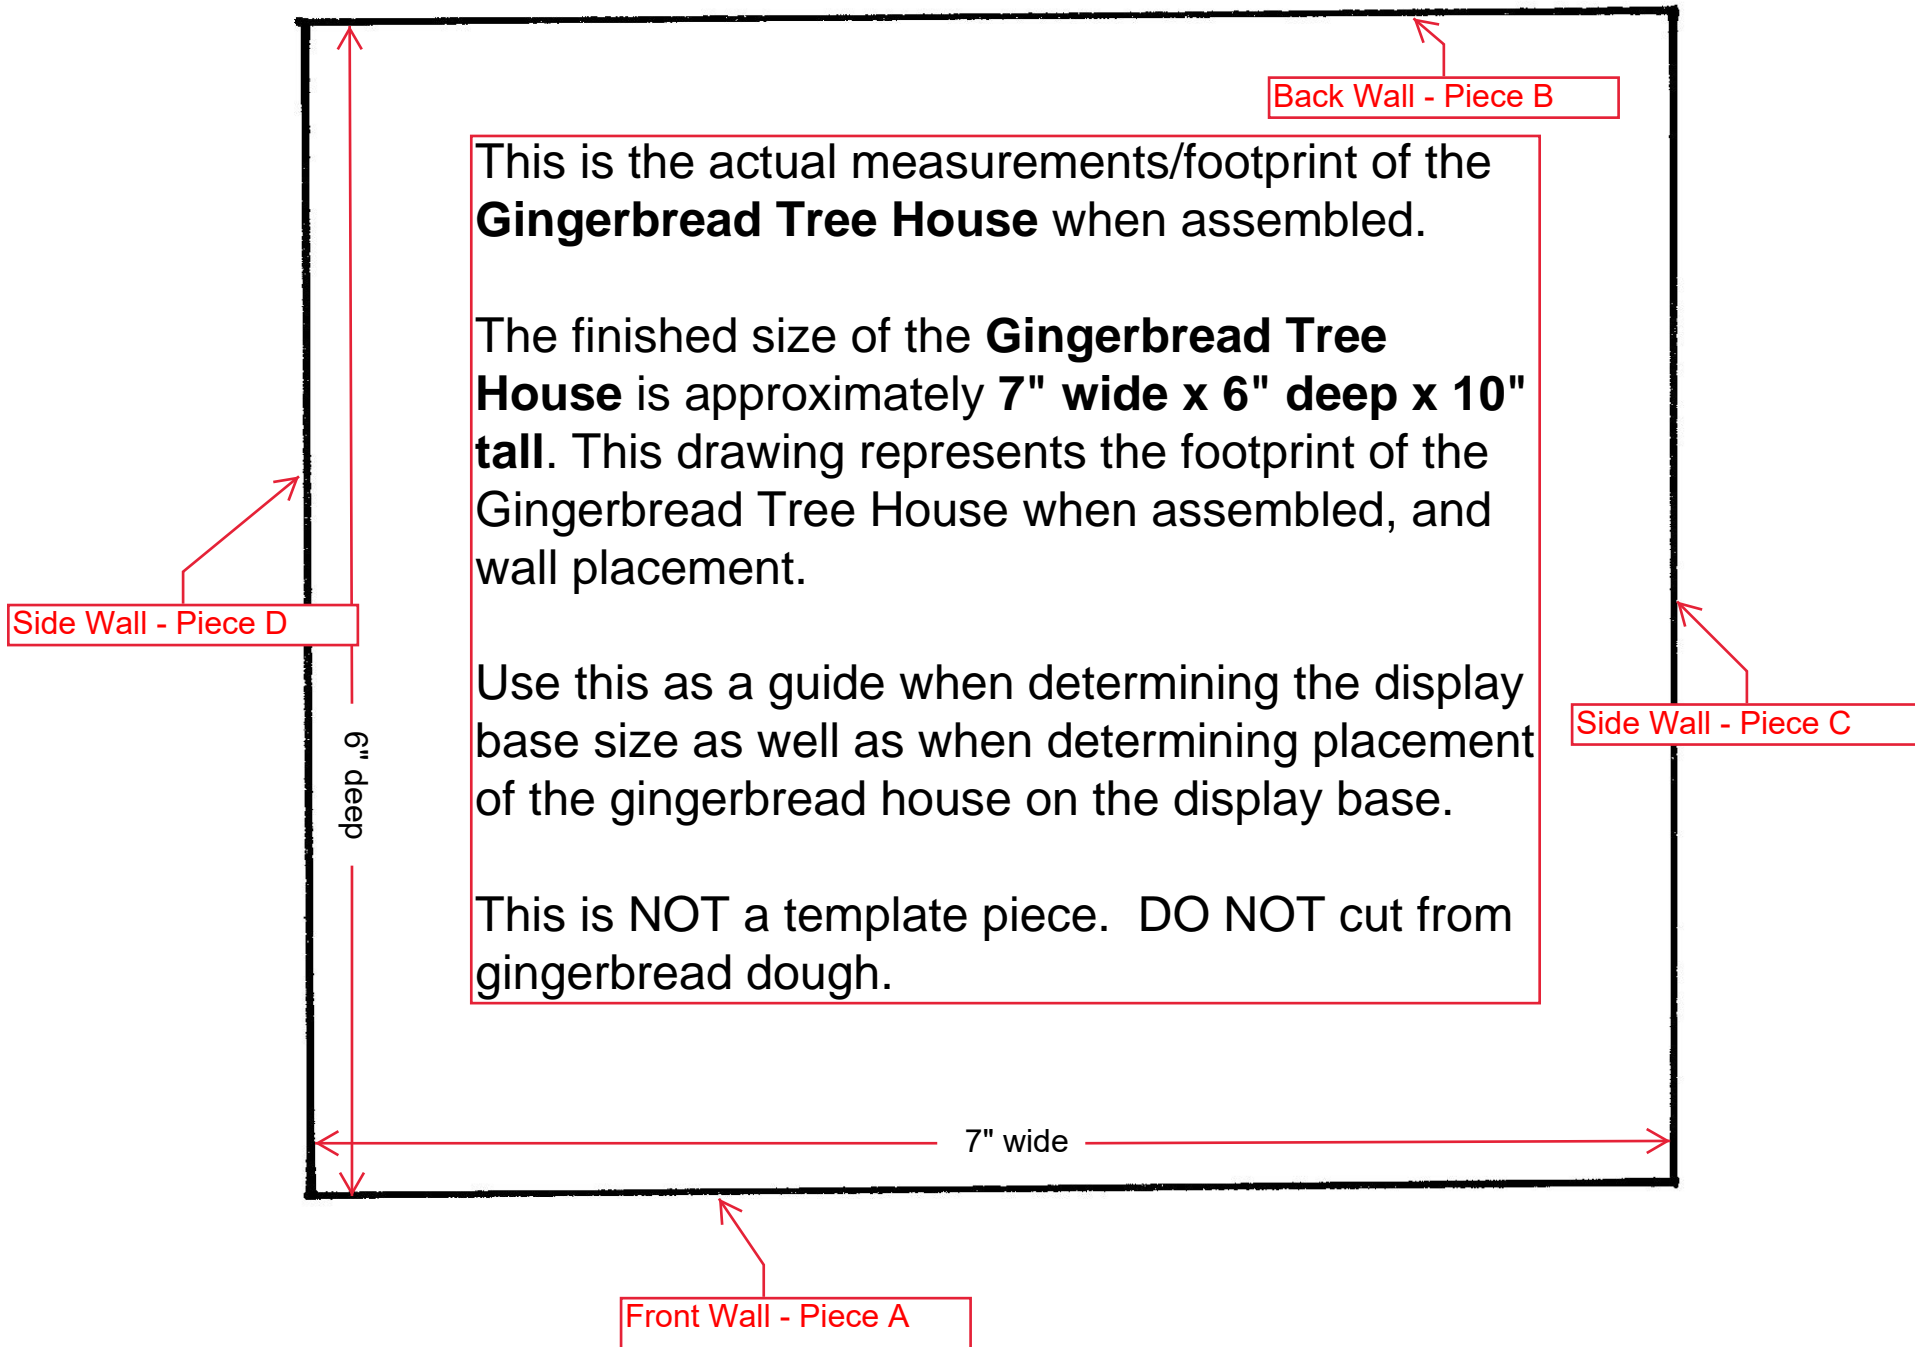 Back Wall - Piece B
This is the actual measurements/footprint of the
Gingerbread Tree House when assembled.
The finished size of the Gingerbread Tree
House is approximately 7" wide x 6" deep x 10"
tall. This drawing represents the footprint of the
Gingerbread Tree House when assembled, and
wall placement.
Side Wall - Piece D
Use this as a guide when determining the display
base size as well as when determining placement
of the gingerbread house on the display base.
Side Wall - Piece C
6" deep
This is NOT a template piece.  DO NOT cut from
gingerbread dough.
7" wide
Front Wall - Piece A